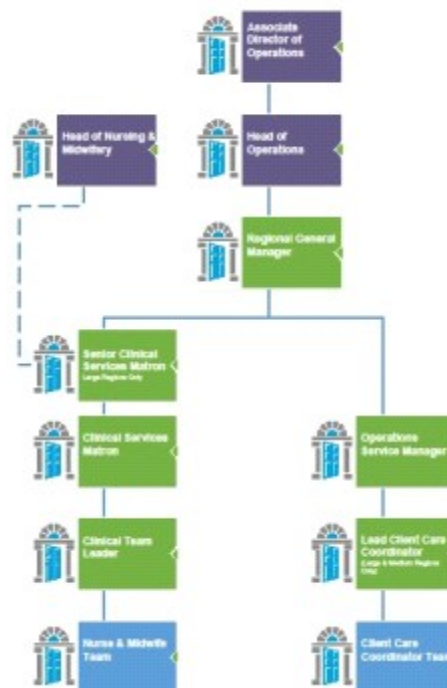 Associate
Director of
Operations
Head of Nursing &
Midwifery
Head of
Operations
Regional General
Manager
Senior Clinical
Services Matron
Large Regions Only
Clinical Services
Matron
Operations
Service Manager
Clinical Team
Leader
Lead Client Care
Coordinator
(Large & Medium Regions
Only)
Nurse & Midwife
Team
Client Care
Coordinator Team